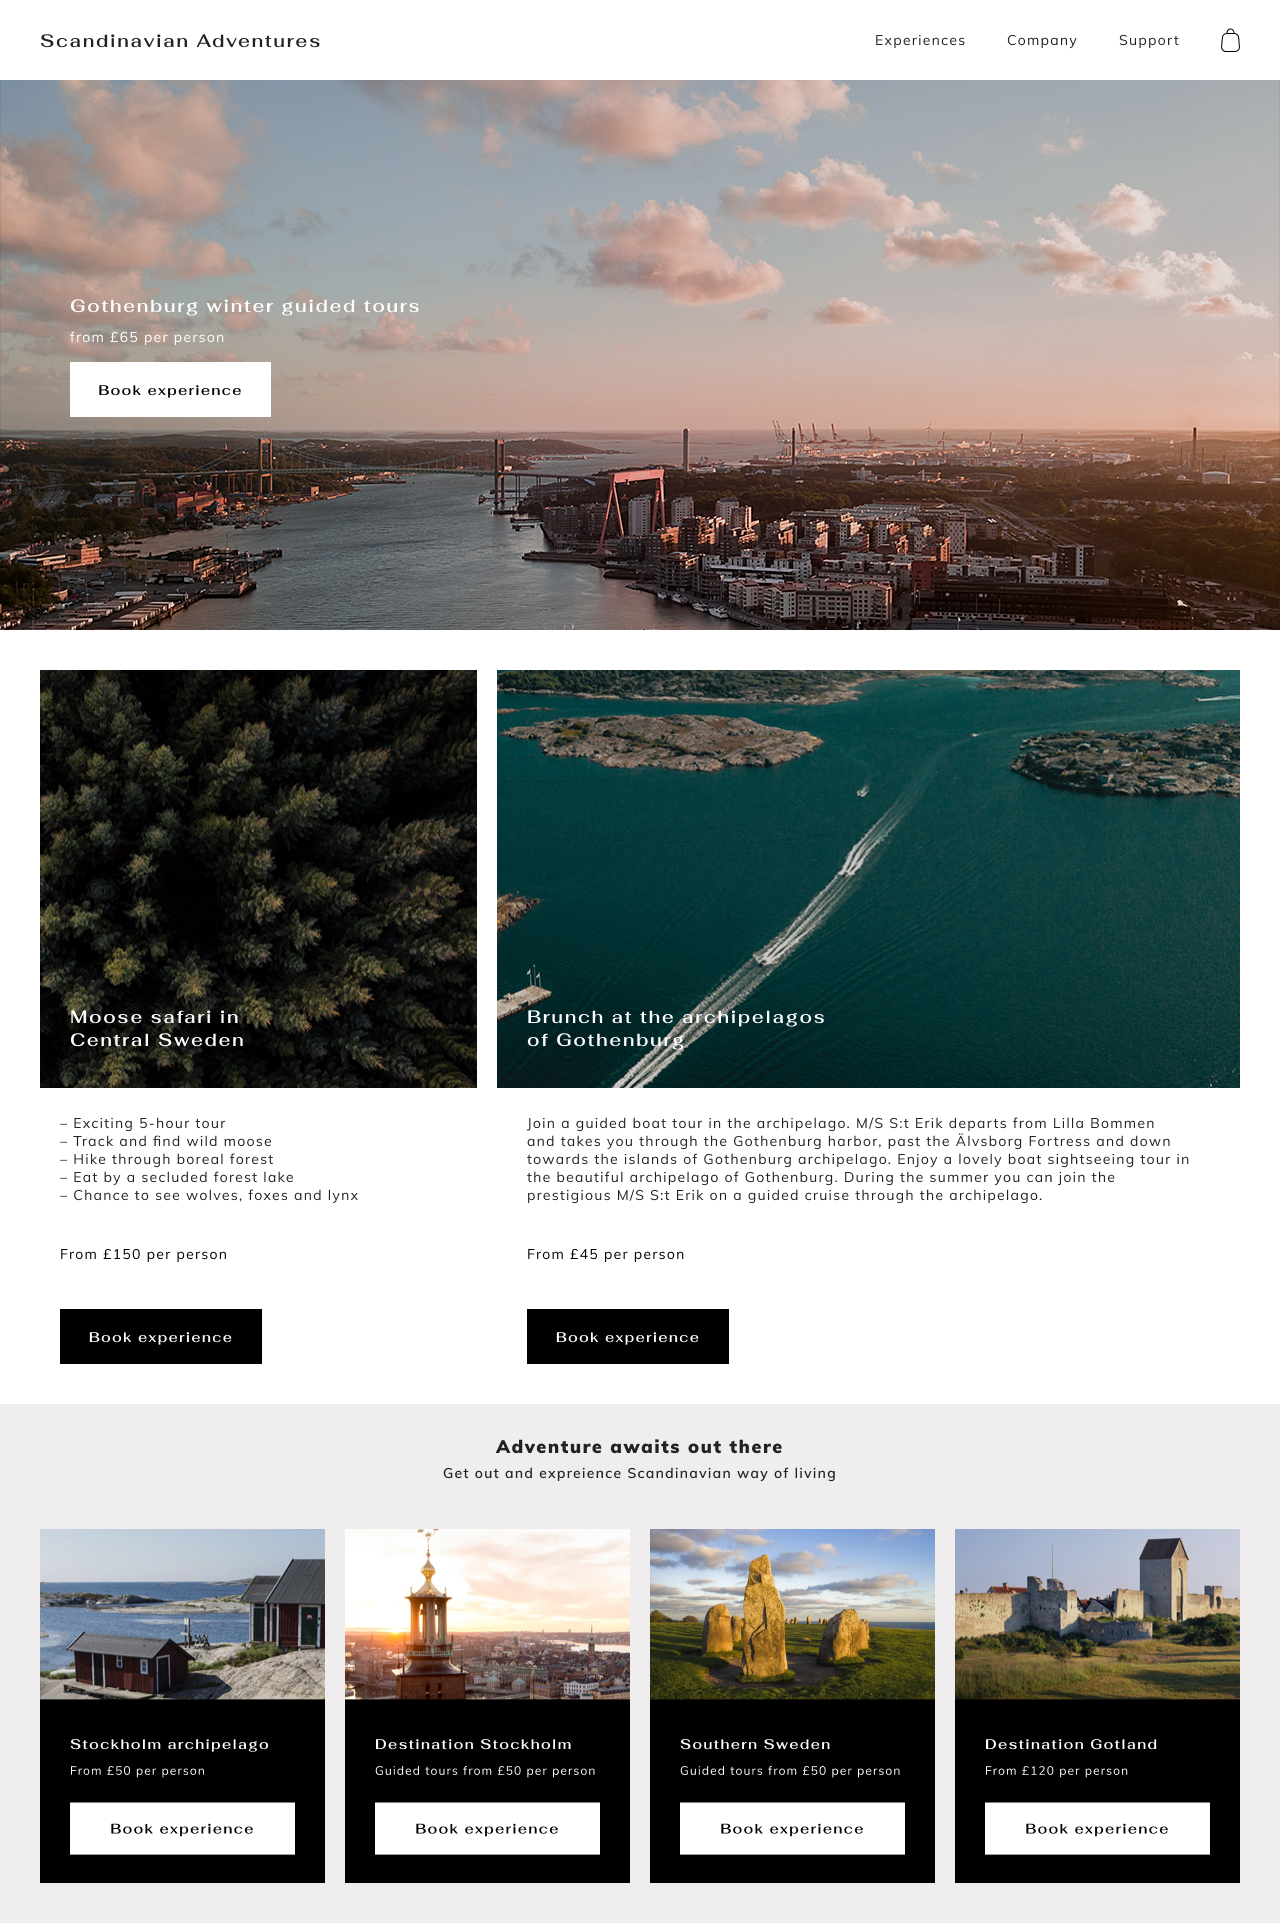 Scandinavian Adventures
Experiences
Company
Support
Gothenburg winter guided tours
from £65 per person
Book experience
Moose safari in
Central Sweden
Brunch at the archipelagos
of Gothenburg
– Exciting 5-hour tour
– Track and find wild moose
– Hike through boreal forest
– Eat by a secluded forest lake
– Chance to see wolves, foxes and lynx
From £150 per person
Book experience
Join a guided boat tour in the archipelago. M/S S:t Erik departs from Lilla Bommen
and takes you through the Gothenburg harbor, past the Älvsborg Fortress and down
towards the islands of Gothenburg archipelago. Enjoy a lovely boat sightseeing tour in
the beautiful archipelago of Gothenburg. During the summer you can join the
prestigious M/S S:t Erik on a guided cruise through the archipelago.
From £45 per person
Book experience
Adventure awaits out there
Get out and expreience Scandinavian way of living
Stockholm archipelago
From £50 per person
Book experience
Destination Stockholm
Guided tours from £50 per person
Book experience
Southern Sweden
Guided tours from £50 per person
Book experience
Destination Gotland
From £120 per person
Book experience